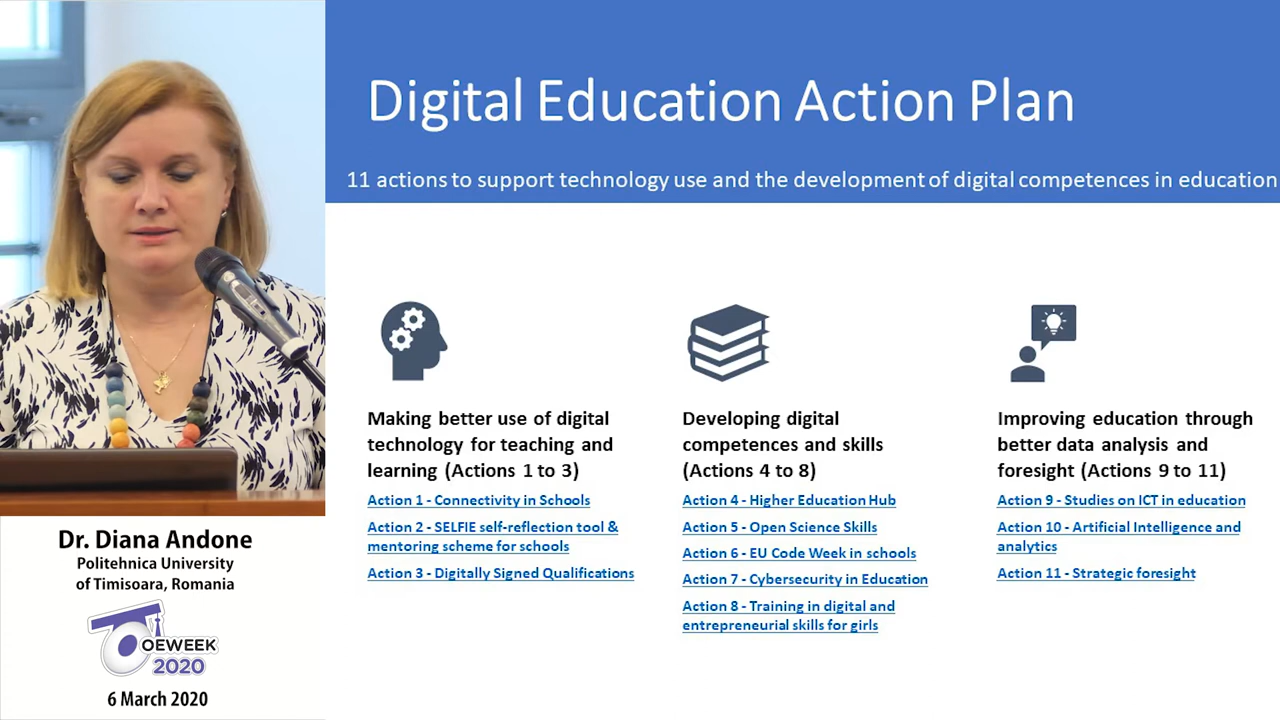 Digital Education Action Plan
11 actions to support technology use and the development of digital competences in education
Making better use of digital
technology for teaching and
learning (Actions 1 to 3)
Action 1 - Connectivity in Schools
Action 2 - SELFIE self-reflection tool &
mentoring scheme for schools
Action 3 - Digitally Signed Qualifications
Developing digital
competences and skills
(Actions 4 to 8)
Action 4 - Higher Education Hub
Action 5 - Open Science Skills
Action 6 - EU Code Week in schools
Action 7 - Cybersecurity in Education
Action 8 - Training in digital and
entrepreneurial skills for girls
Improving education through
better data analysis and
foresight (Actions 9 to 11)
Action 9 - Studies on ICT in education
Action 10 - Artificial Intelligence and
analytics
Action 11 - Strategic foresight
Dr. Diana Andone
Politehnica University
of Timisoara, Romania
OEWEEK
2020
6 March 2020